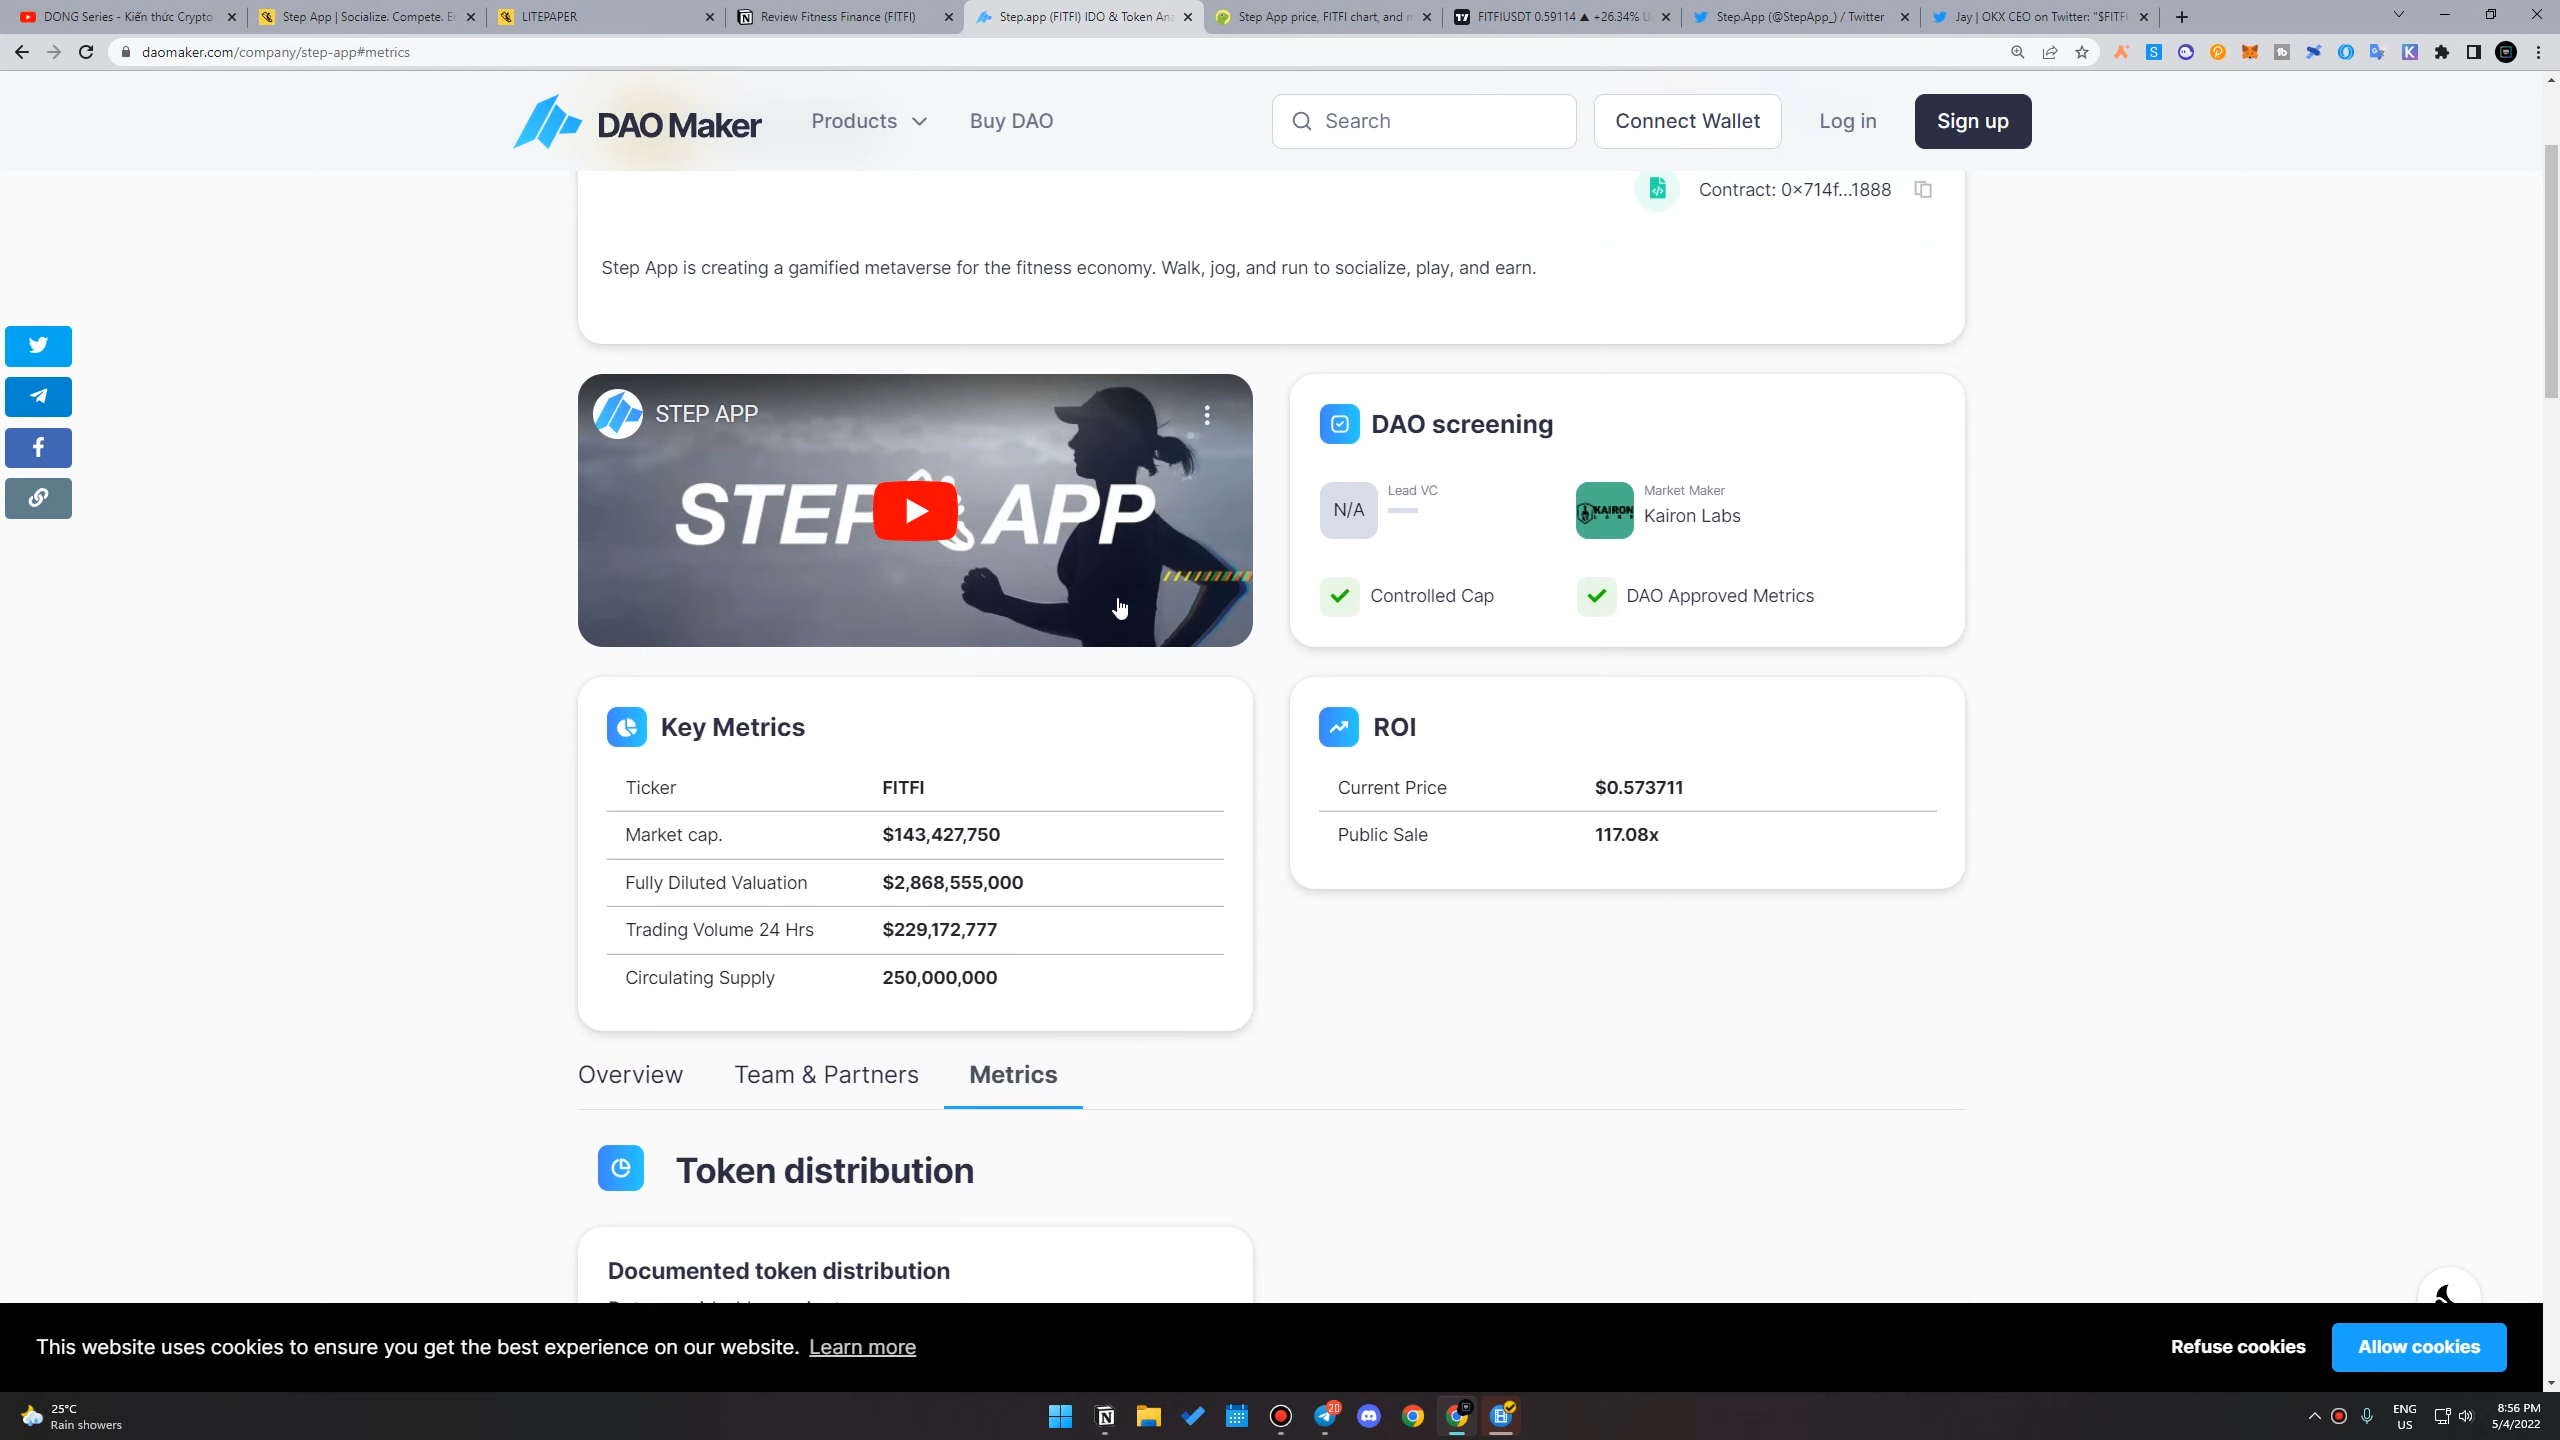 DONG Series - Kiến thức Crypto
Step App | Socialize. Compete. E
LITEPAPER
Review Fitness Finance (FITFI)
Step.app (FITFI) IDO & Token Ana
Step App price, FITFI chart, and m
FITFIUSDT 0.59114 ▲ +26.34% U
Step.App (@StepApp_) / Twitter
Jay | OKX CEO on Twitter: "$FITF
daomaker.com/company/step-app#metrics
DAO Maker
Products
Buy DAO
Search
Connect Wallet
Log in
Sign up
Contract: 0x714f...1888
Step App is creating a gamified metaverse for the fitness economy. Walk, jog, and run to socialize, play, and earn.
STEP APP
STEP APP
DAO screening
N/A
Lead VC
KAIRON
LABS
Market Maker
Kairon Labs
Controlled Cap
DAO Approved Metrics
Key Metrics
Ticker FITFI
Market cap. $143,427,750
Fully Diluted Valuation $2,868,555,000
Trading Volume 24 Hrs $229,172,777
Circulating Supply 250,000,000
ROI
Current Price $0.573711
Public Sale 117.08x
Overview
Team & Partners
Metrics
Token distribution
Documented token distribution
This website uses cookies to ensure you get the best experience on our website. Learn more
Refuse cookies
Allow cookies
25°C
Rain showers
20
ENG
US
8:56 PM
5/4/2022